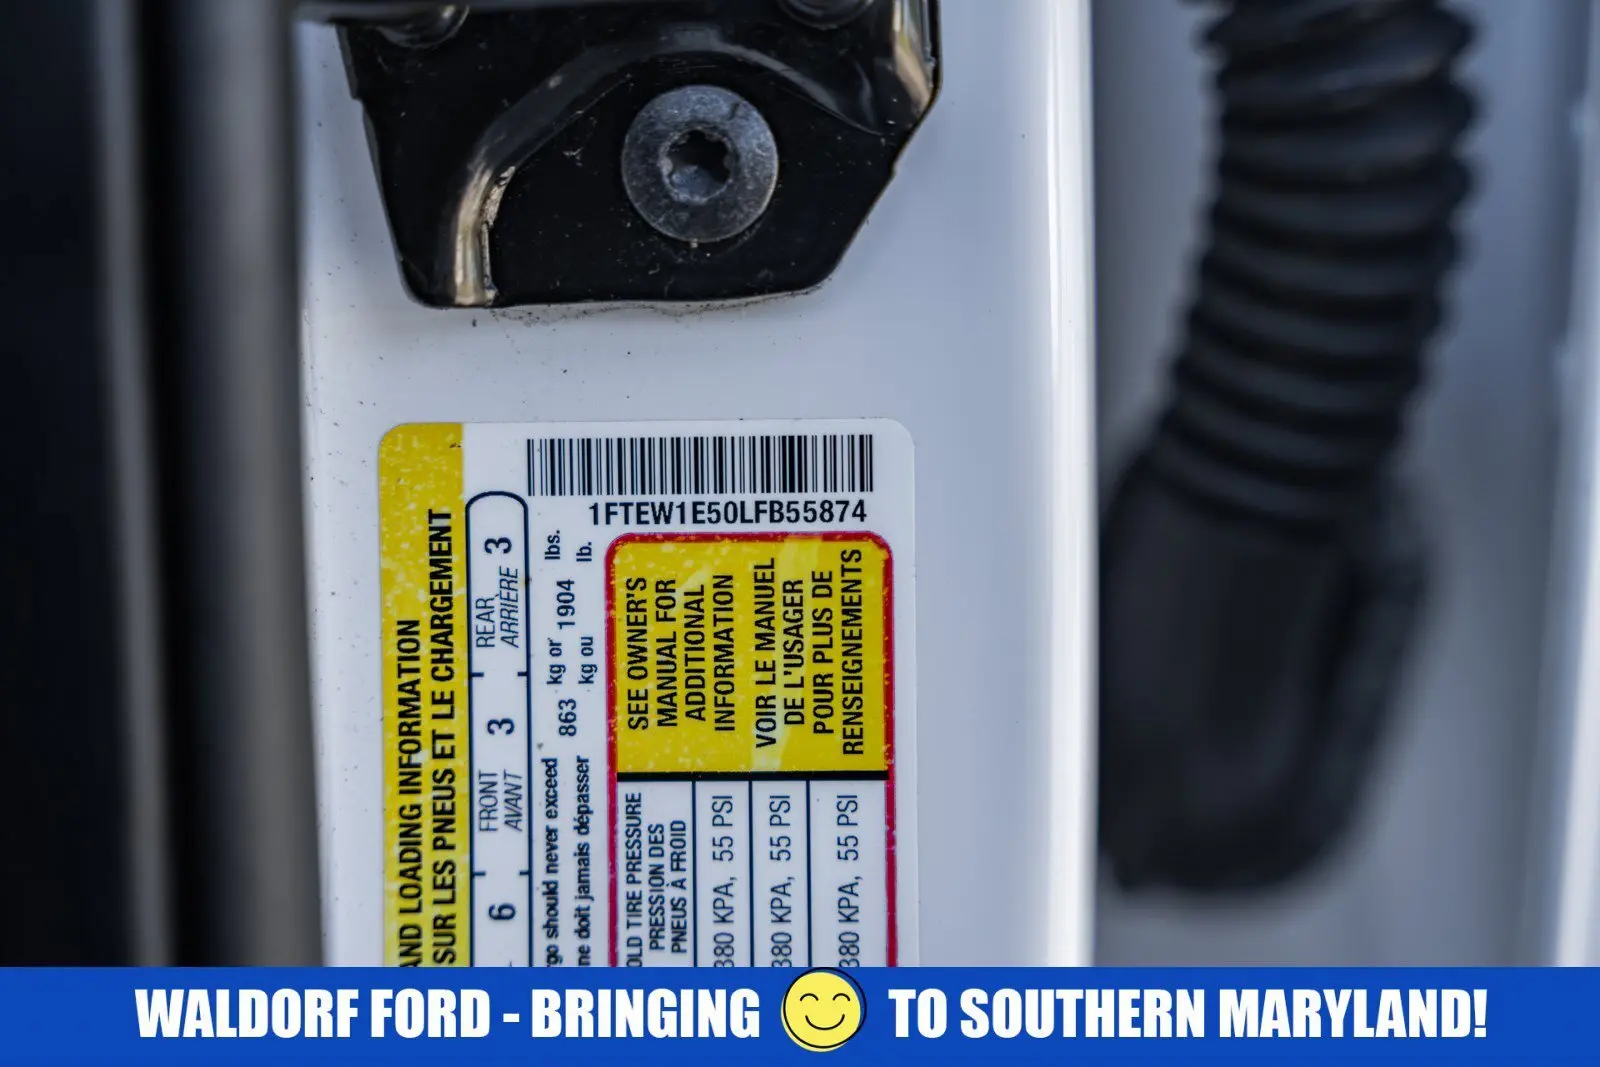 1FTEW1E50LFB55874
AND LOADING INFORMATION
SUR LES PNEUS ET LE CHARGEMENT
6
FRONT
AVANT
3
REAR
ARRIÈRE
3
should never exceed 863 kg or 1904 lbs.
ne doit jamais dépasser kg ou lb.
TIRE PRESSURE
PRESSION DES
PNEUS À FROID
380 KPA, 55 PSI
380 KPA, 55 PSI
380 KPA, 55 PSI
SEE OWNER'S
MANUAL FOR
ADDITIONAL
INFORMATION
VOIR LE MANUEL
DE L'USAGER
POUR PLUS DE
RENSEIGNEMENTS
WALDORF FORD - BRINGING TO SOUTHERN MARYLAND!